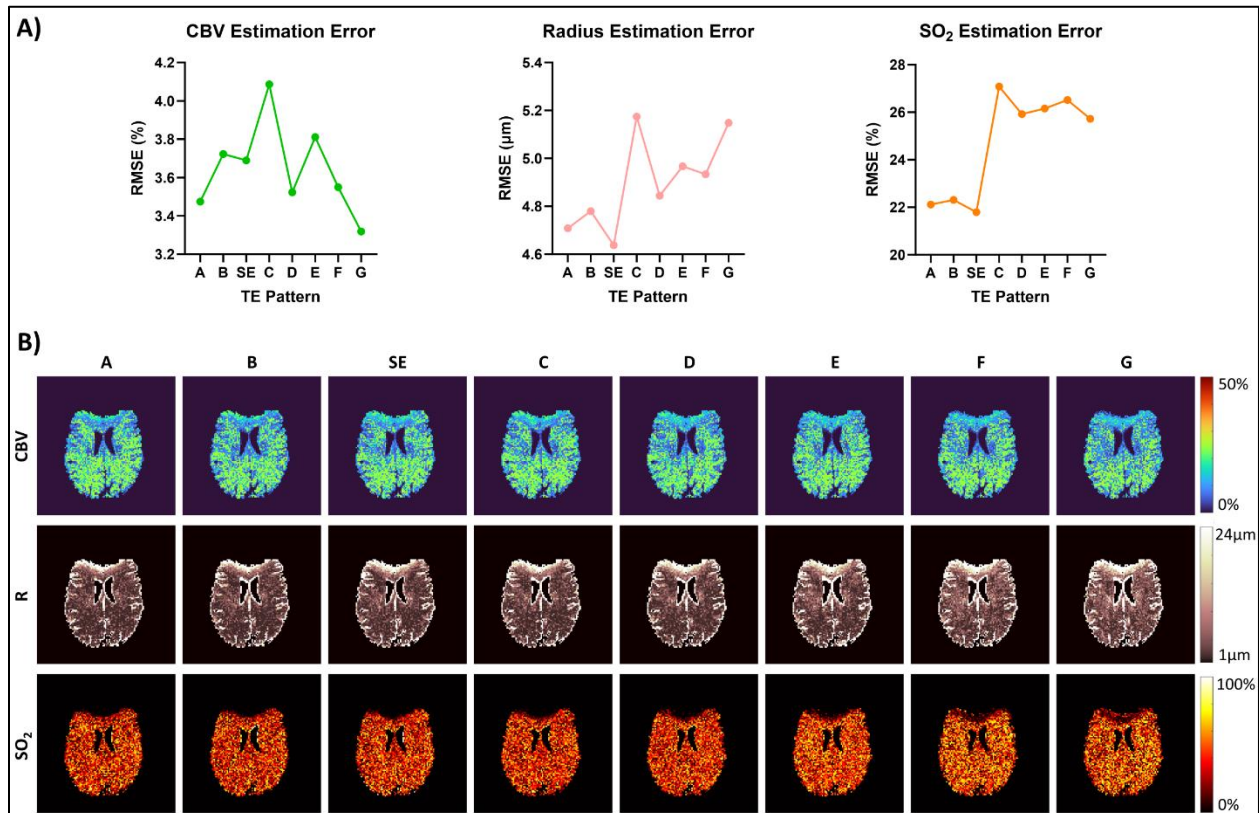 A)
CBV Estimation Error
RMSE (%)
4.2
4.0
3.8
3.6
3.4
3.2
A B SE C D E F G
TE Pattern
Radius Estimation Error
RMSE (µm)
5.4
5.2
5.0
4.8
4.6
A B SE C D E F G
TE Pattern
SO₂ Estimation Error
RMSE (%)
28
26
24
22
20
A B SE C D E F G
TE Pattern
B)
A B SE C D E F G
CBV
50%
0%
R
24µm
1µm
SO₂
100%
0%